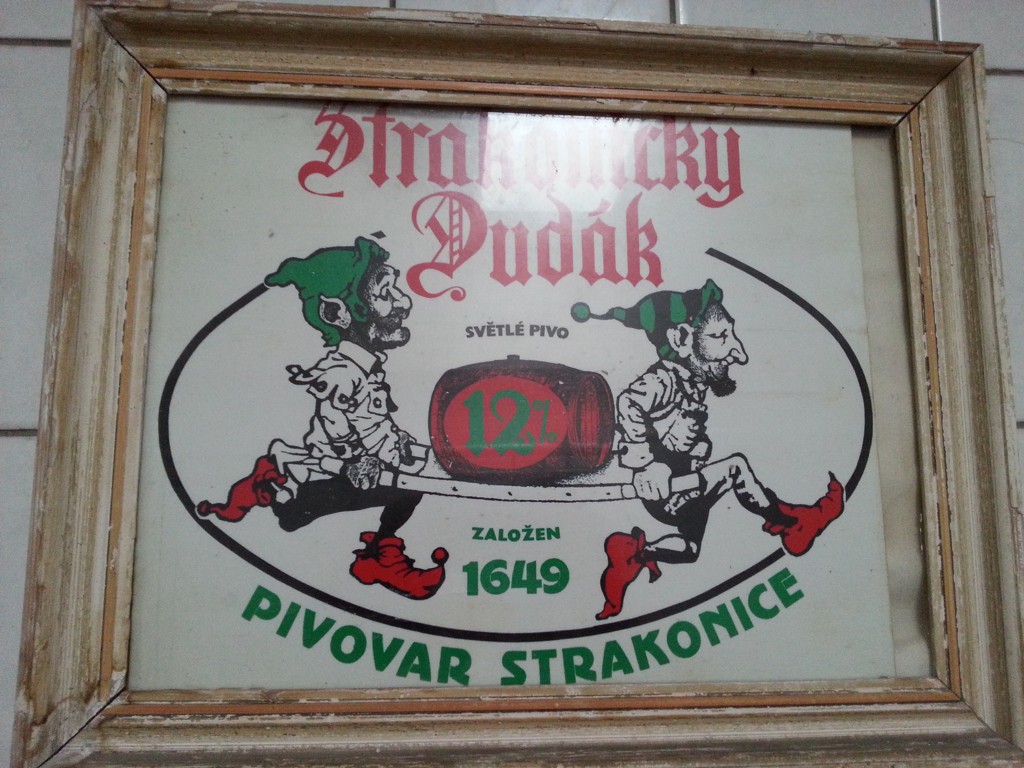 Strakonický
Dudák
SVĚTLÉ PIVO
12%
ZALOŽEN
1649
PIVOVAR STRAKONICE